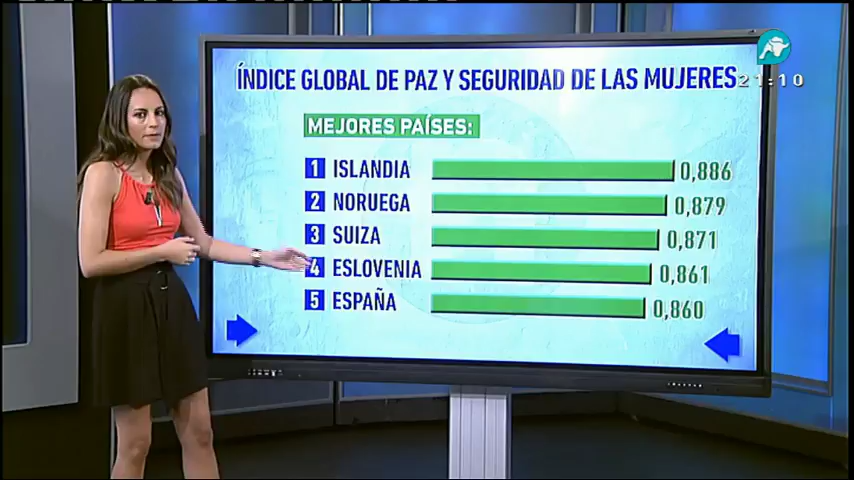 ÍNDICE GLOBAL DE PAZ Y SEGURIDAD DE LAS MUJERES
21:10
MEJORES PAÍSES:
1 ISLANDIA 0,886
2 NORUEGA 0,879
3 SUIZA 0,871
4 ESLOVENIA 0,861
5 ESPAÑA 0,860